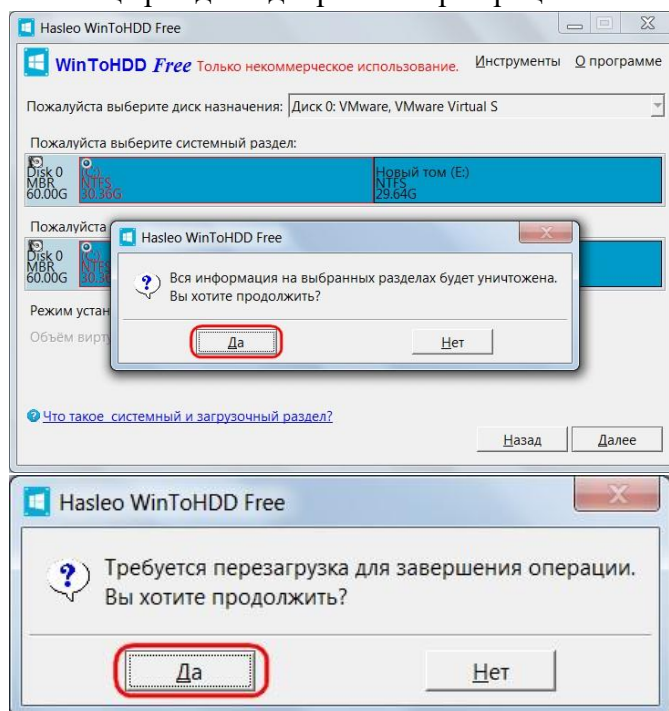 Hasleo WinToHDD Free
WinToHDD Free Только некоммерческое использование. Инструменты О программе
Пожалуйста выберите диск назначения: Диск 0: VMware, VMware Virtual S
Пожалуйста выберите системный раздел:
Disk 0
MBR
60.00G
(C:)
NTFS
30.36G
Новый том (E:)
NTFS
29.64G
Пожалуйста
Disk 0
MBR
60.00G
Hasleo WinToHDD Free
Вся информация на выбранных разделах будет уничтожена.
Вы хотите продолжить?
Да Нет
Режим устан
Объём вирт
Что такое системный и загрузочный раздел?
Назад Далее
Hasleo WinToHDD Free
Требуется перезагрузка для завершения операции.
Вы хотите продолжить?
Да Нет